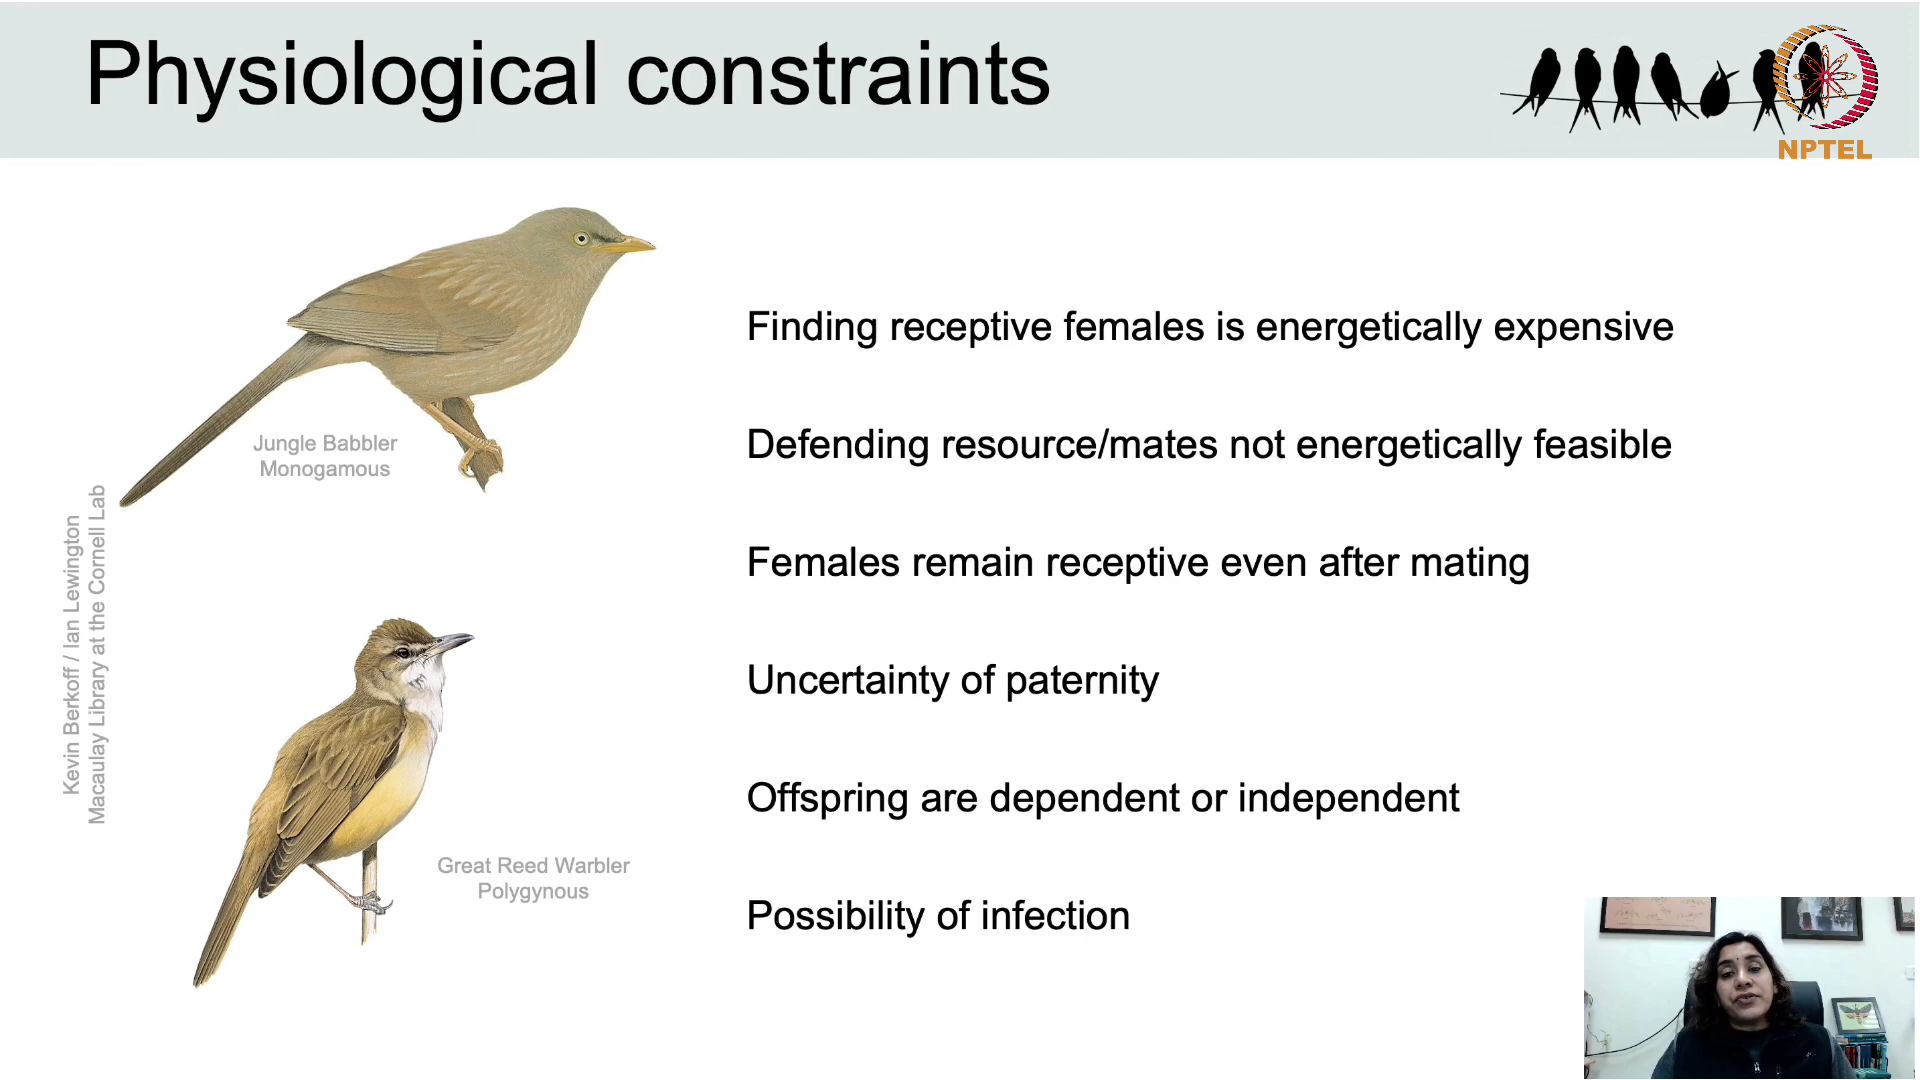 Physiological constraints
NPTEL
Jungle Babbler
Monogamous
Kevin Berkoff / Ian Lewington
Macaulay Library at the Cornell Lab
Great Reed Warbler
Polygynous
Finding receptive females is energetically expensive
Defending resource/mates not energetically feasible
Females remain receptive even after mating
Uncertainty of paternity
Offspring are dependent or independent
Possibility of infection